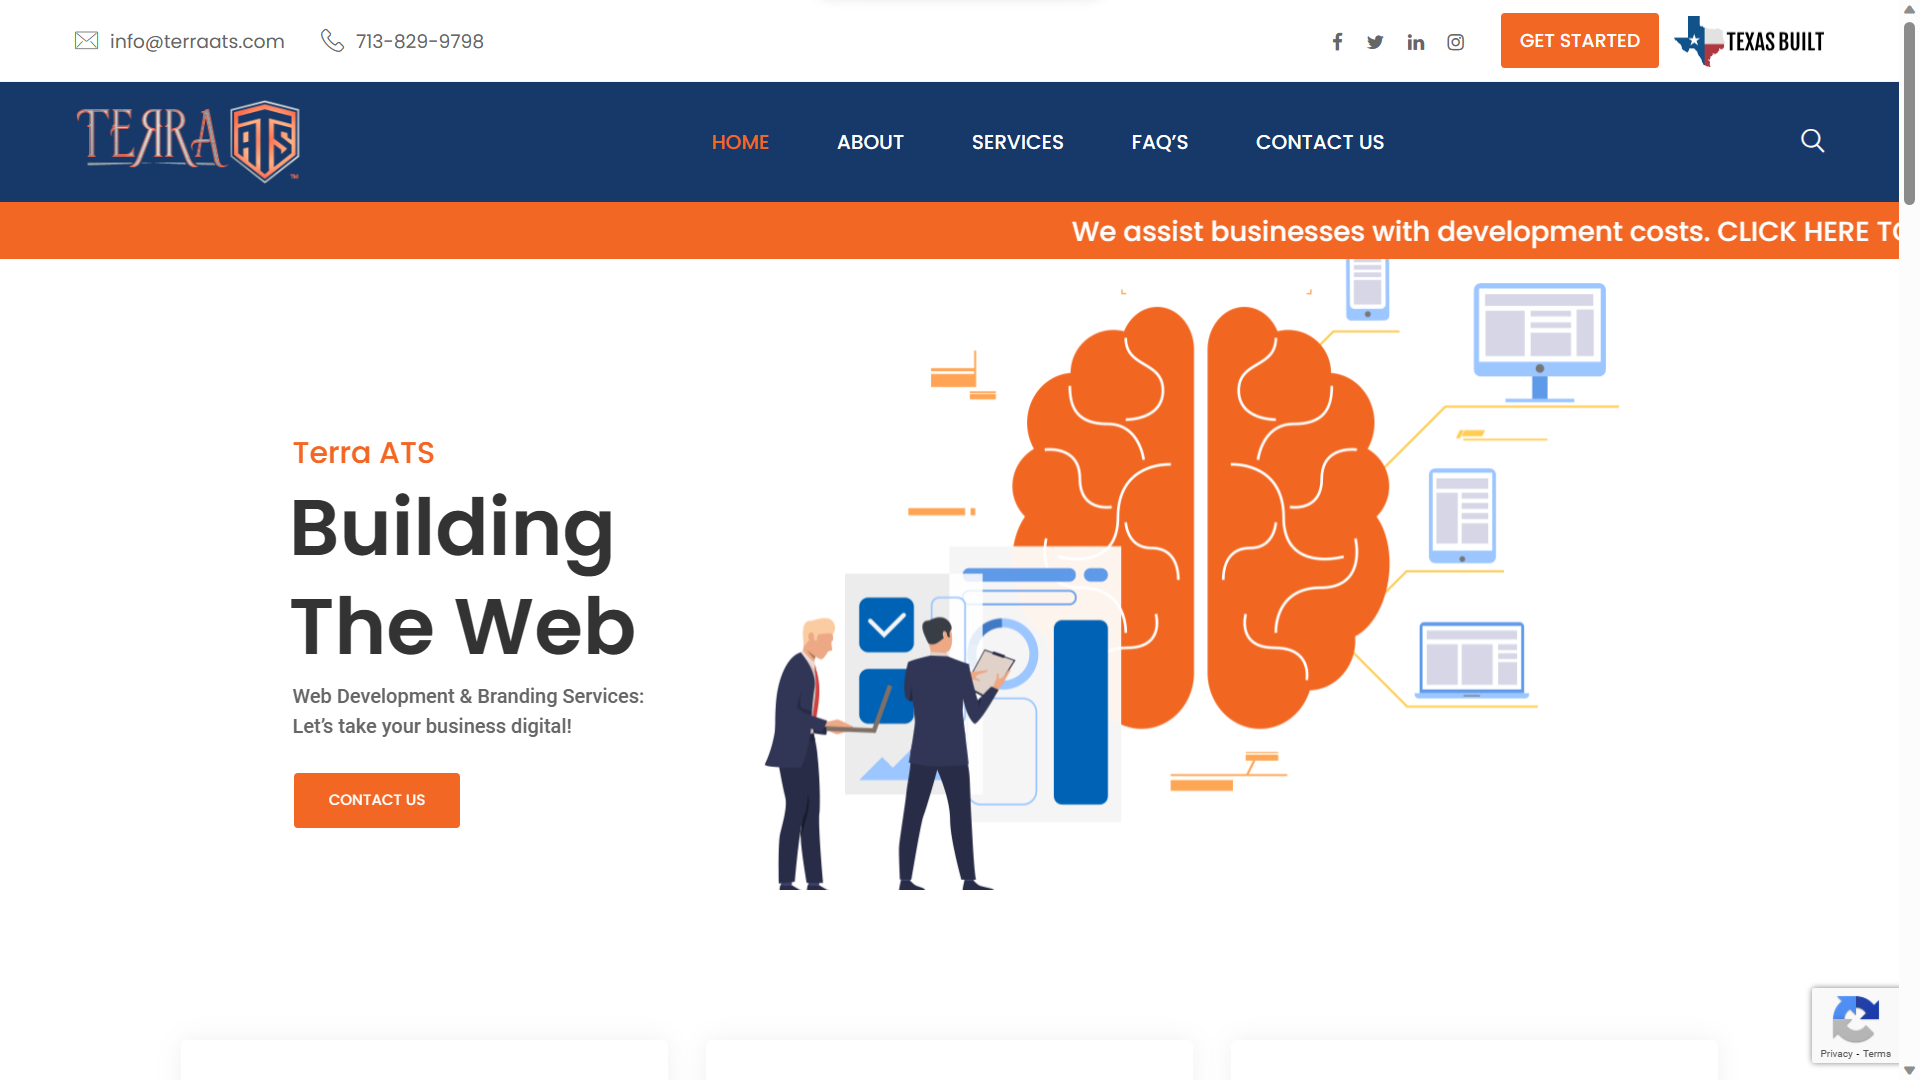 info@terraats.com
713-829-9798
GET STARTED
TEXAS BUILT
TERRA ATS ™
HOME
ABOUT
SERVICES
FAQ’S
CONTACT US
We assist businesses with development costs. CLICK HERE TO
Terra ATS
Building
The Web
Web Development & Branding Services:
Let’s take your business digital!
CONTACT US
Privacy - Terms